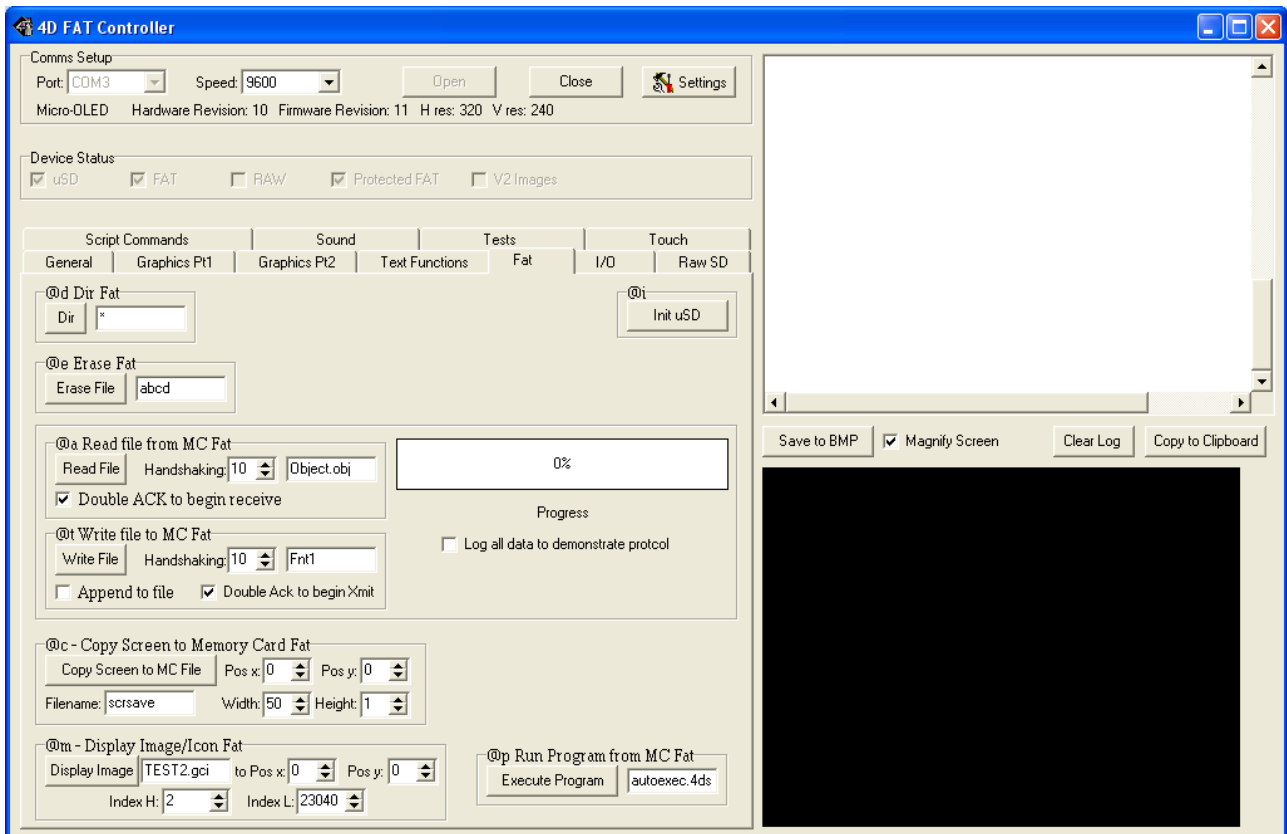 4D FAT Controller
Comms Setup
Port: COM3 Speed: 9600 Open Close Settings
Micro-OLED Hardware Revision: 10 Firmware Revision: 11 H res: 320 V res: 240
Device Status
uSD FAT RAW Protected FAT V2 Images
Script Commands Sound Tests Touch
General Graphics Pt1 Graphics Pt2 Text Functions Fat I/O Raw SD
@d Dir Fat
Dir *
@i
Init uSD
@e Erase Fat
Erase File abcd
@a Read file from MC Fat
Read File Handshaking: 10 Object.obj
Double ACK to begin receive
0%
Progress
Log all data to demonstrate protcol
@t Write file to MC Fat
Write File Handshaking: 10 Fnt1
Append to file Double Ack to begin Xmit
@c - Copy Screen to Memory Card Fat
Copy Screen to MC File Pos x: 0 Pos y: 0
Filename: scrsave Width: 50 Height: 1
@m - Display Image/Icon Fat
Display Image TEST2.gci to Pos x: 0 Pos y: 0
Index H: 2 Index L: 23040
@p Run Program from MC Fat
Execute Program autoexec.4ds
Save to BMP Magnify Screen Clear Log Copy to Clipboard